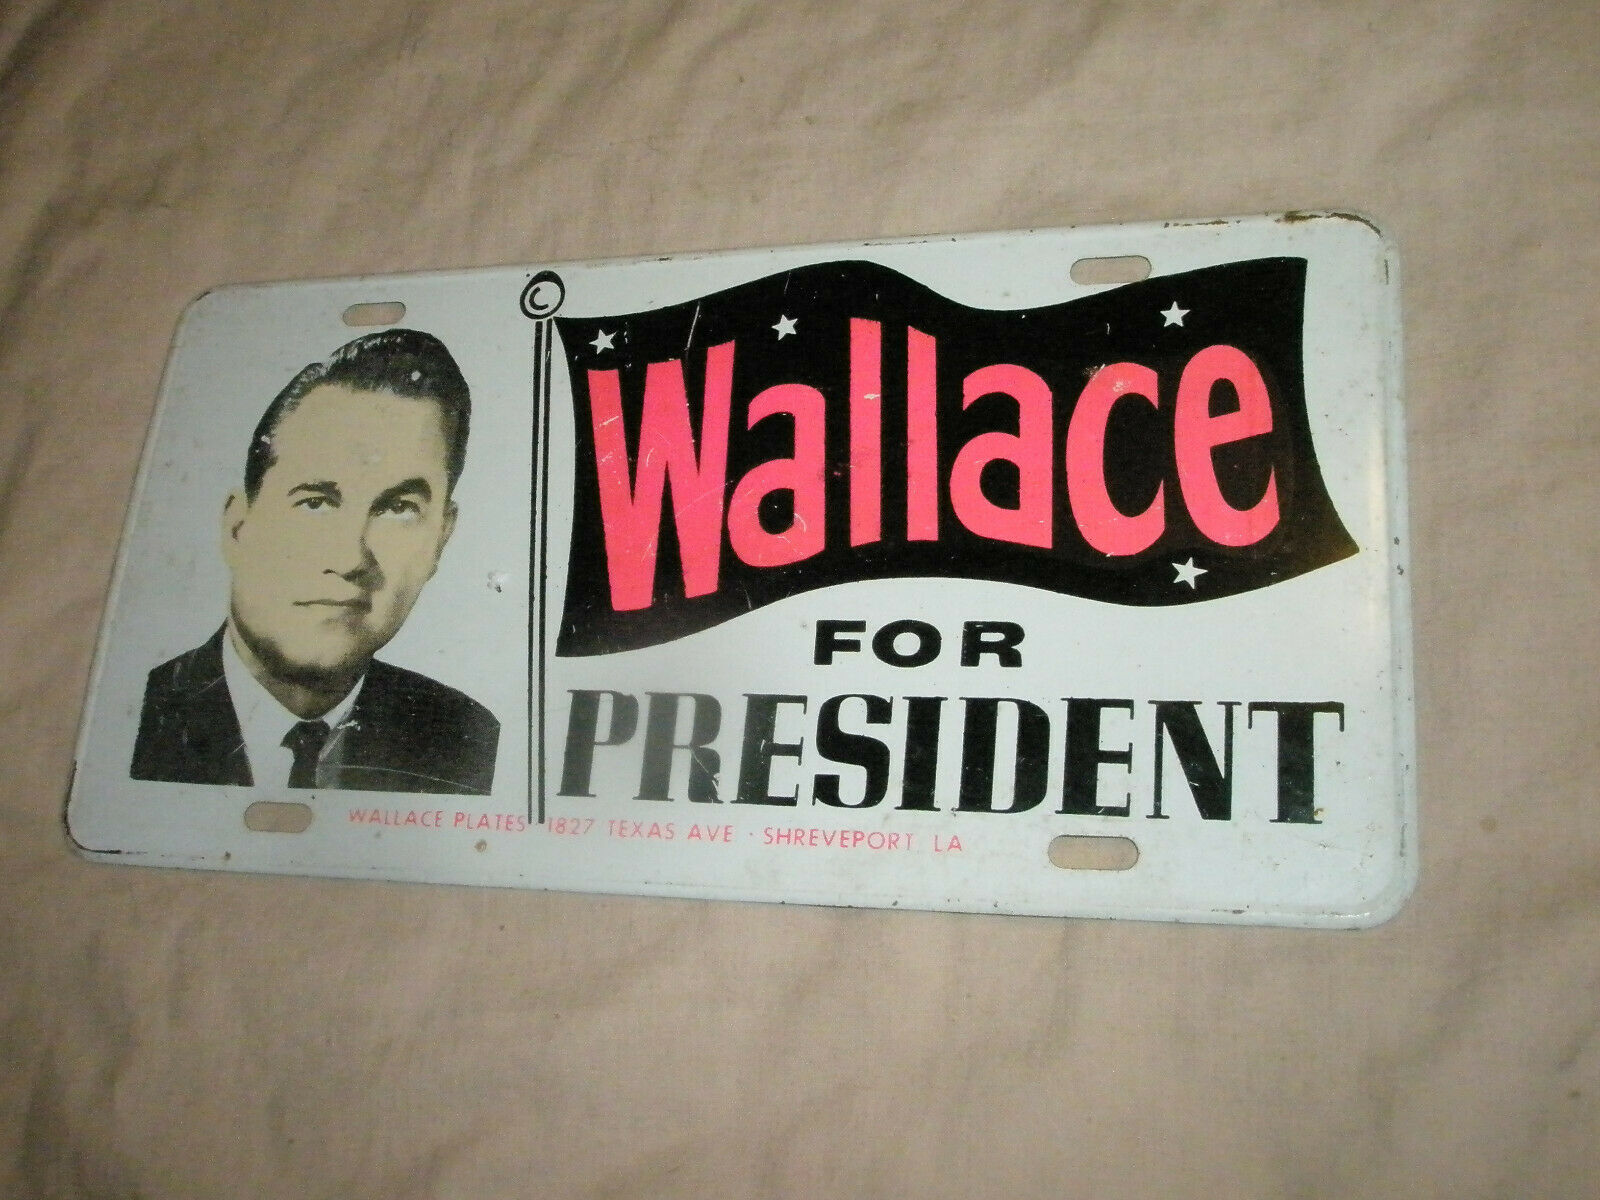 Wallace
FOR
PRESIDENT
WALLACE PLATES 1827 TEXAS AVE · SHREVEPORT LA